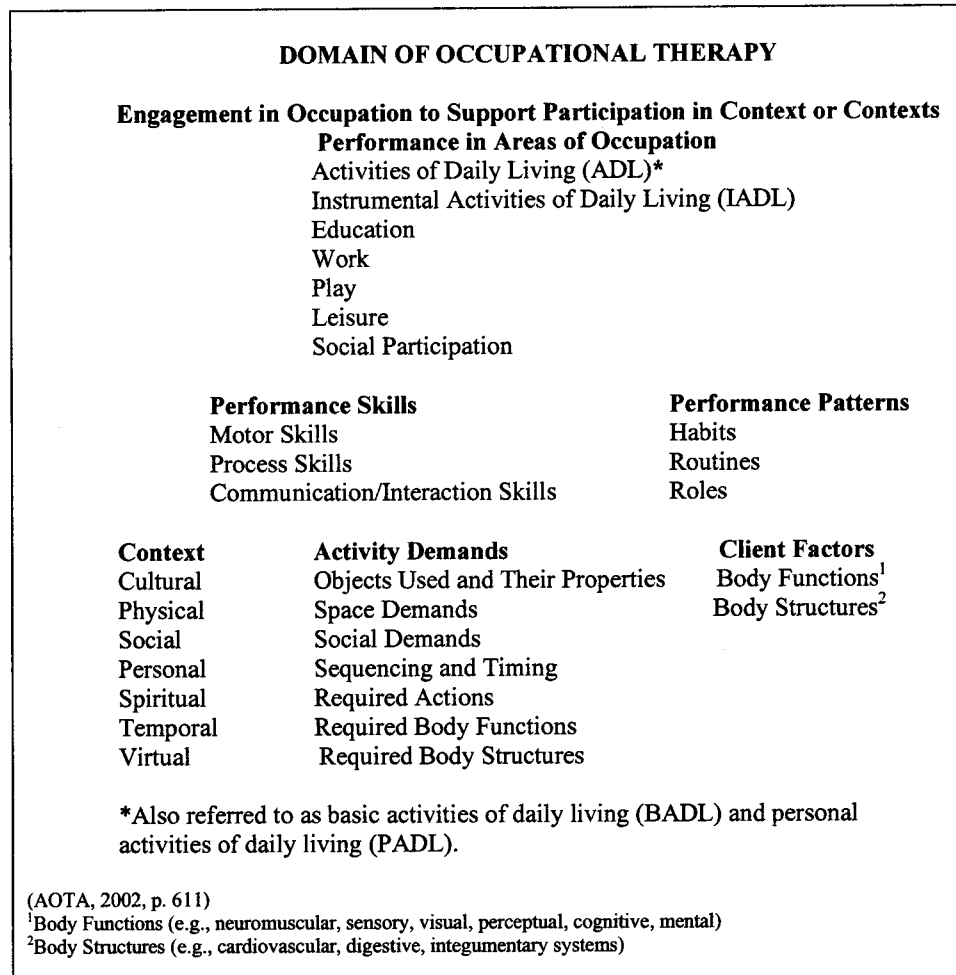 DOMAIN OF OCCUPATIONAL THERAPY
Engagement in Occupation to Support Participation in Context or Contexts
Performance in Areas of Occupation
Activities of Daily Living (ADL)*
Instrumental Activities of Daily Living (IADL)
Education
Work
Play
Leisure
Social Participation
Performance Skills
Motor Skills
Process Skills
Communication/Interaction Skills
Performance Patterns
Habits
Routines
Roles
Context
Cultural
Physical
Social
Personal
Spiritual
Temporal
Virtual
Activity Demands
Objects Used and Their Properties
Space Demands
Social Demands
Sequencing and Timing
Required Actions
Required Body Functions
Required Body Structures
Client Factors
Body Functions¹
Body Structures²
*Also referred to as basic activities of daily living (BADL) and personal
activities of daily living (PADL).
(AOTA, 2002, p. 611)
¹Body Functions (e.g., neuromuscular, sensory, visual, perceptual, cognitive, mental)
²Body Structures (e.g., cardiovascular, digestive, integumentary systems)